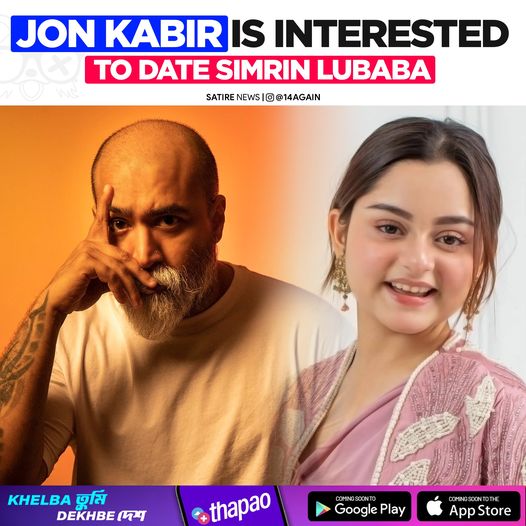 JON KABIR IS INTERESTED
TO DATE SIMRIN LUBABA
SATIRE NEWS | @14AGAIN
KHELBA তুমি
DEKHBE দেশ
thapao
COMING SOON TO
Google Play
COMING SOON TO THE
App Store